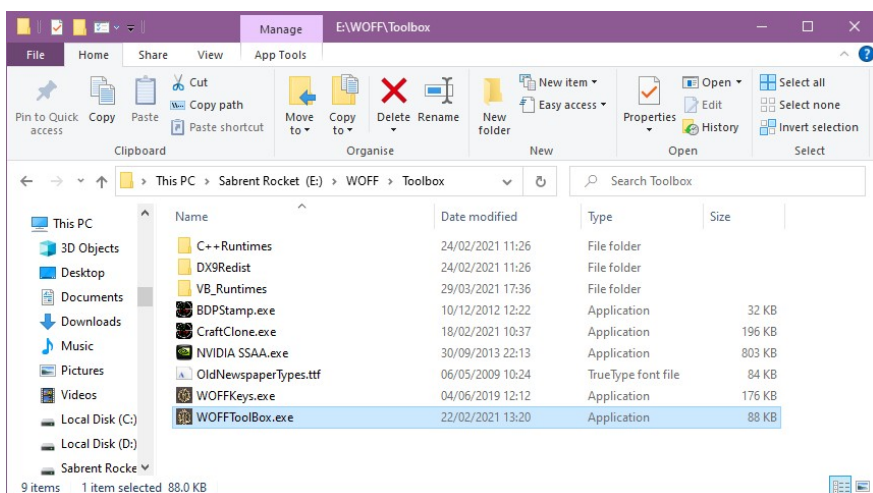 Manage E:\WOFF\Toolbox
File Home Share View App Tools
Pin to Quick access
Copy
Paste
Cut
Copy path
Paste shortcut
Clipboard
Move to
Copy to
Delete
Rename
Organise
New folder
New item
Easy access
New
Properties
Open
Edit
History
Open
Select all
Select none
Invert selection
Select
This PC > Sabrent Rocket (E:) > WOFF > Toolbox
Search Toolbox
This PC
3D Objects
Desktop
Documents
Downloads
Music
Pictures
Videos
Local Disk (C:)
Local Disk (D:)
Sabrent Rocke
Name Date modified Type Size
C++Runtimes 24/02/2021 11:26 File folder
DX9Redist 24/02/2021 11:26 File folder
VB_Runtimes 29/03/2021 17:36 File folder
BDPStamp.exe 10/12/2012 12:22 Application 32 KB
CraftClone.exe 18/02/2021 10:37 Application 196 KB
NVIDIA SSAA.exe 30/09/2013 22:13 Application 803 KB
OldNewspaperTypes.ttf 06/05/2009 10:24 TrueType font file 84 KB
WOFFKeys.exe 04/06/2019 12:12 Application 176 KB
WOFFToolBox.exe 22/02/2021 13:20 Application 88 KB
9 items 1 item selected 88.0 KB